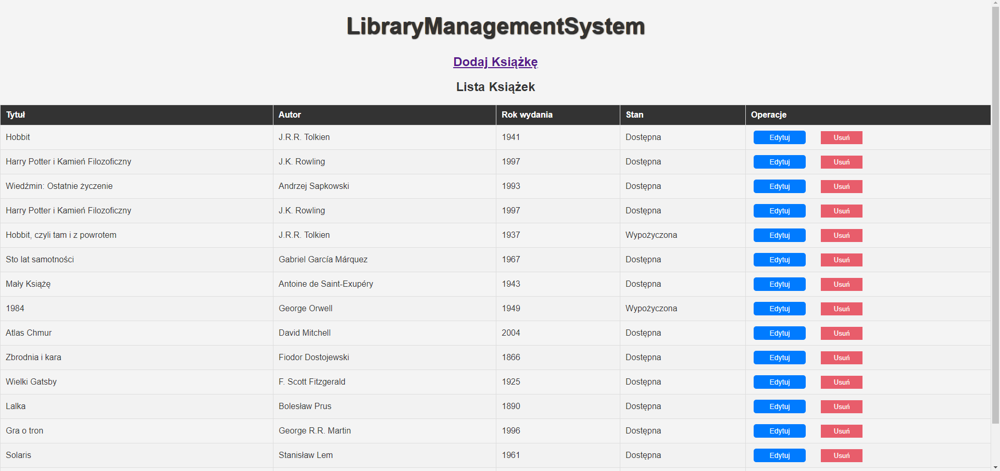 LibraryManagementSystem
Dodaj Książkę
Lista Książek
Tytuł Autor Rok wydania Stan Operacje
Hobbit J.R.R. Tolkien 1941 Dostępna Edytuj Usuń
Harry Potter i Kamień Filozoficzny J.K. Rowling 1997 Dostępna Edytuj Usuń
Wiedźmin: Ostatnie życzenie Andrzej Sapkowski 1993 Dostępna Edytuj Usuń
Harry Potter i Kamień Filozoficzny J.K. Rowling 1997 Dostępna Edytuj Usuń
Hobbit, czyli tam i z powrotem J.R.R. Tolkien 1937 Wypożyczona Edytuj Usuń
Sto lat samotności Gabriel García Márquez 1967 Dostępna Edytuj Usuń
Mały Książę Antoine de Saint-Exupéry 1943 Dostępna Edytuj Usuń
1984 George Orwell 1949 Wypożyczona Edytuj Usuń
Atlas Chmur David Mitchell 2004 Dostępna Edytuj Usuń
Zbrodnia i kara Fiodor Dostojewski 1866 Dostępna Edytuj Usuń
Wielki Gatsby F. Scott Fitzgerald 1925 Dostępna Edytuj Usuń
Lalka Bolesław Prus 1890 Dostępna Edytuj Usuń
Gra o tron George R.R. Martin 1996 Dostępna Edytuj Usuń
Solaris Stanisław Lem 1961 Dostępna Edytuj Usuń